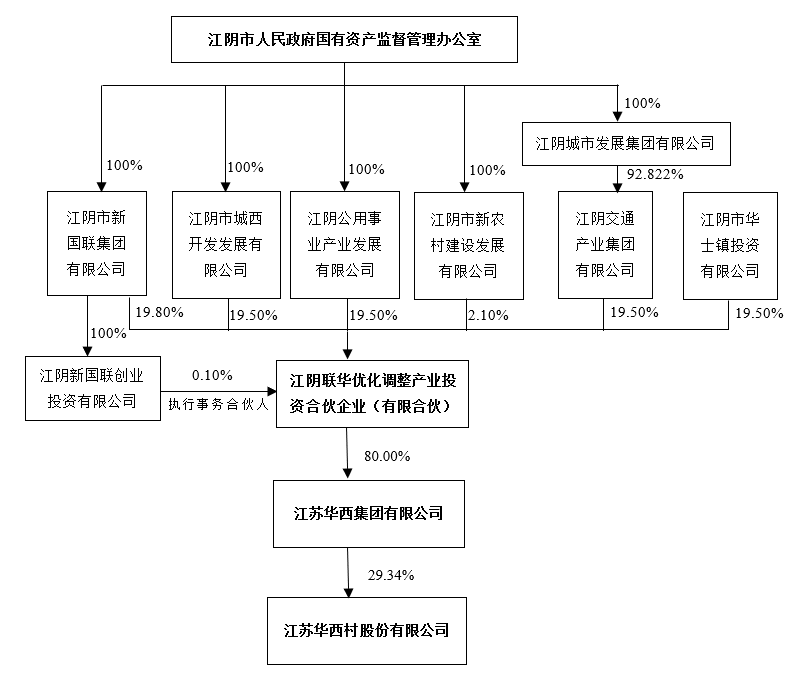 江阴市人民政府国有资产监督管理办公室
100%
江阴城市发展集团有限公司
100%
100%
100%
100%
92.822%
江阴市新
国联集团
有限公司
江阴市城西
开发发展有
限公司
江阴公用事
业产业发展
有限公司
江阴市新农
村建设发展
有限公司
江阴交通
产业集团
有限公司
江阴市华
士镇投资
有限公司
19.80%
19.50%
19.50%
2.10%
19.50%
19.50%
100%
江阴新国联创业
投资有限公司
0.10%
执行事务合伙人
江阴联华优化调整产业投
资合伙企业（有限合伙）
80.00%
江苏华西集团有限公司
29.34%
江苏华西村股份有限公司